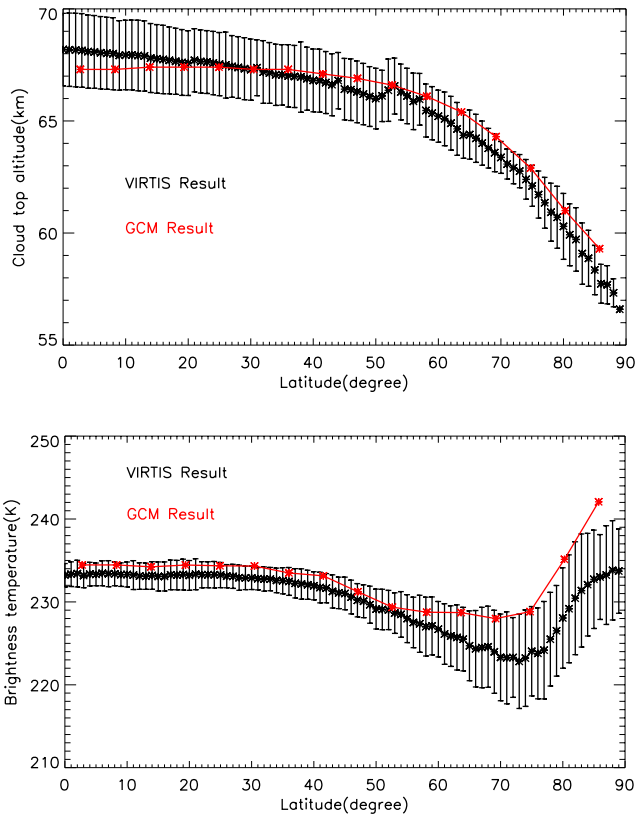 70
65
60
55
Cloud top altitude(km)
VIRTIS Result
GCM Result
0 10 20 30 40 50 60 70 80 90
Latitude(degree)
250
240
230
220
210
Brightness temperature(K)
VIRTIS Result
GCM Result
0 10 20 30 40 50 60 70 80 90
Latitude(degree)